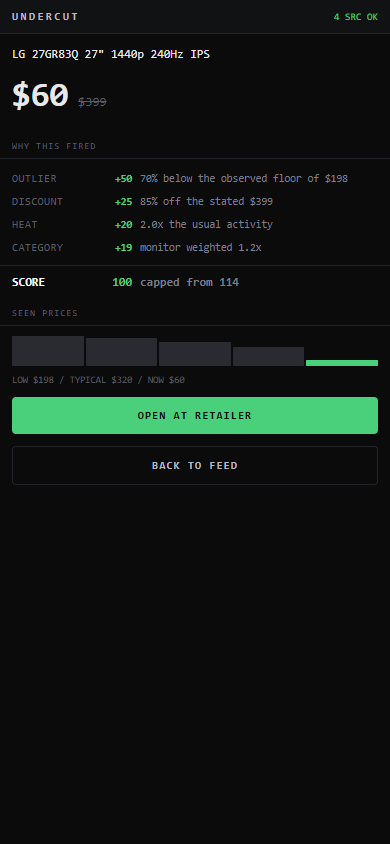 UNDERCUT 4 SRC OK
LG 27GR83Q 27" 1440p 240Hz IPS
$60 $399
WHY THIS FIRED
OUTLIER +50 70% below the observed floor of $198
DISCOUNT +25 85% off the stated $399
HEAT +20 2.0x the usual activity
CATEGORY +19 monitor weighted 1.2x
SCORE 100 capped from 114
SEEN PRICES
LOW $198 / TYPICAL $320 / NOW $60
OPEN AT RETAILER
BACK TO FEED